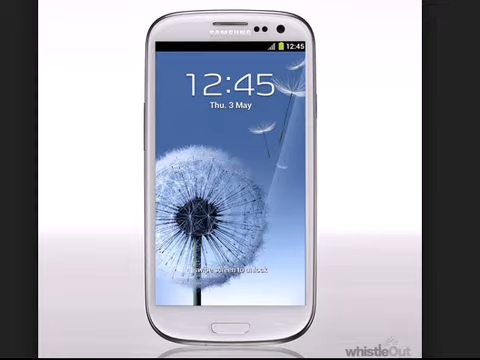 SAMSUNG
12:45
12:45
Thu. 3 May
Swipe screen to unlock
whistleOut